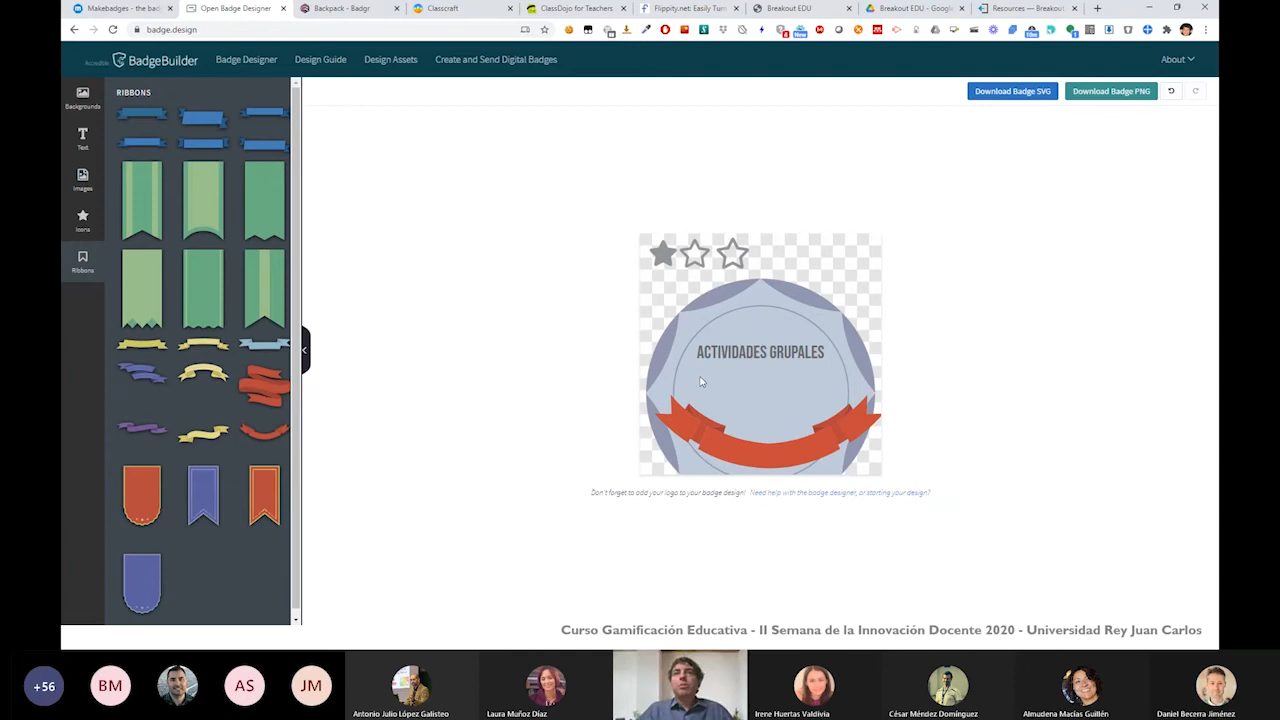 Makebadges - the bad
Open Badge Designer
Backpack - Badgr
Classcraft
ClassDojo for Teachers
Flippity.net: Easily Turn
Breakout EDU
Breakout EDU - Google
Resources — Breakout
badge.design
Accredible BadgeBuilder
Badge Designer
Design Guide
Design Assets
Create and Send Digital Badges
About
Backgrounds
Text
Images
Icons
Ribbons
RIBBONS
Download Badge SVG
Download Badge PNG
ACTIVIDADES GRUPALES
Don't forget to add your logo to your badge design! Need help with the badge designer, or starting your design?
Curso Gamificación Educativa - II Semana de la Innovación Docente 2020 - Universidad Rey Juan Carlos
+56
BM
AS
JM
Antonio Julio López Galisteo
Laura Muñoz Díaz
Irene Huertas Valdivia
César Méndez Domínguez
Almudena Macías Guillén
Daniel Becerra Jiménez